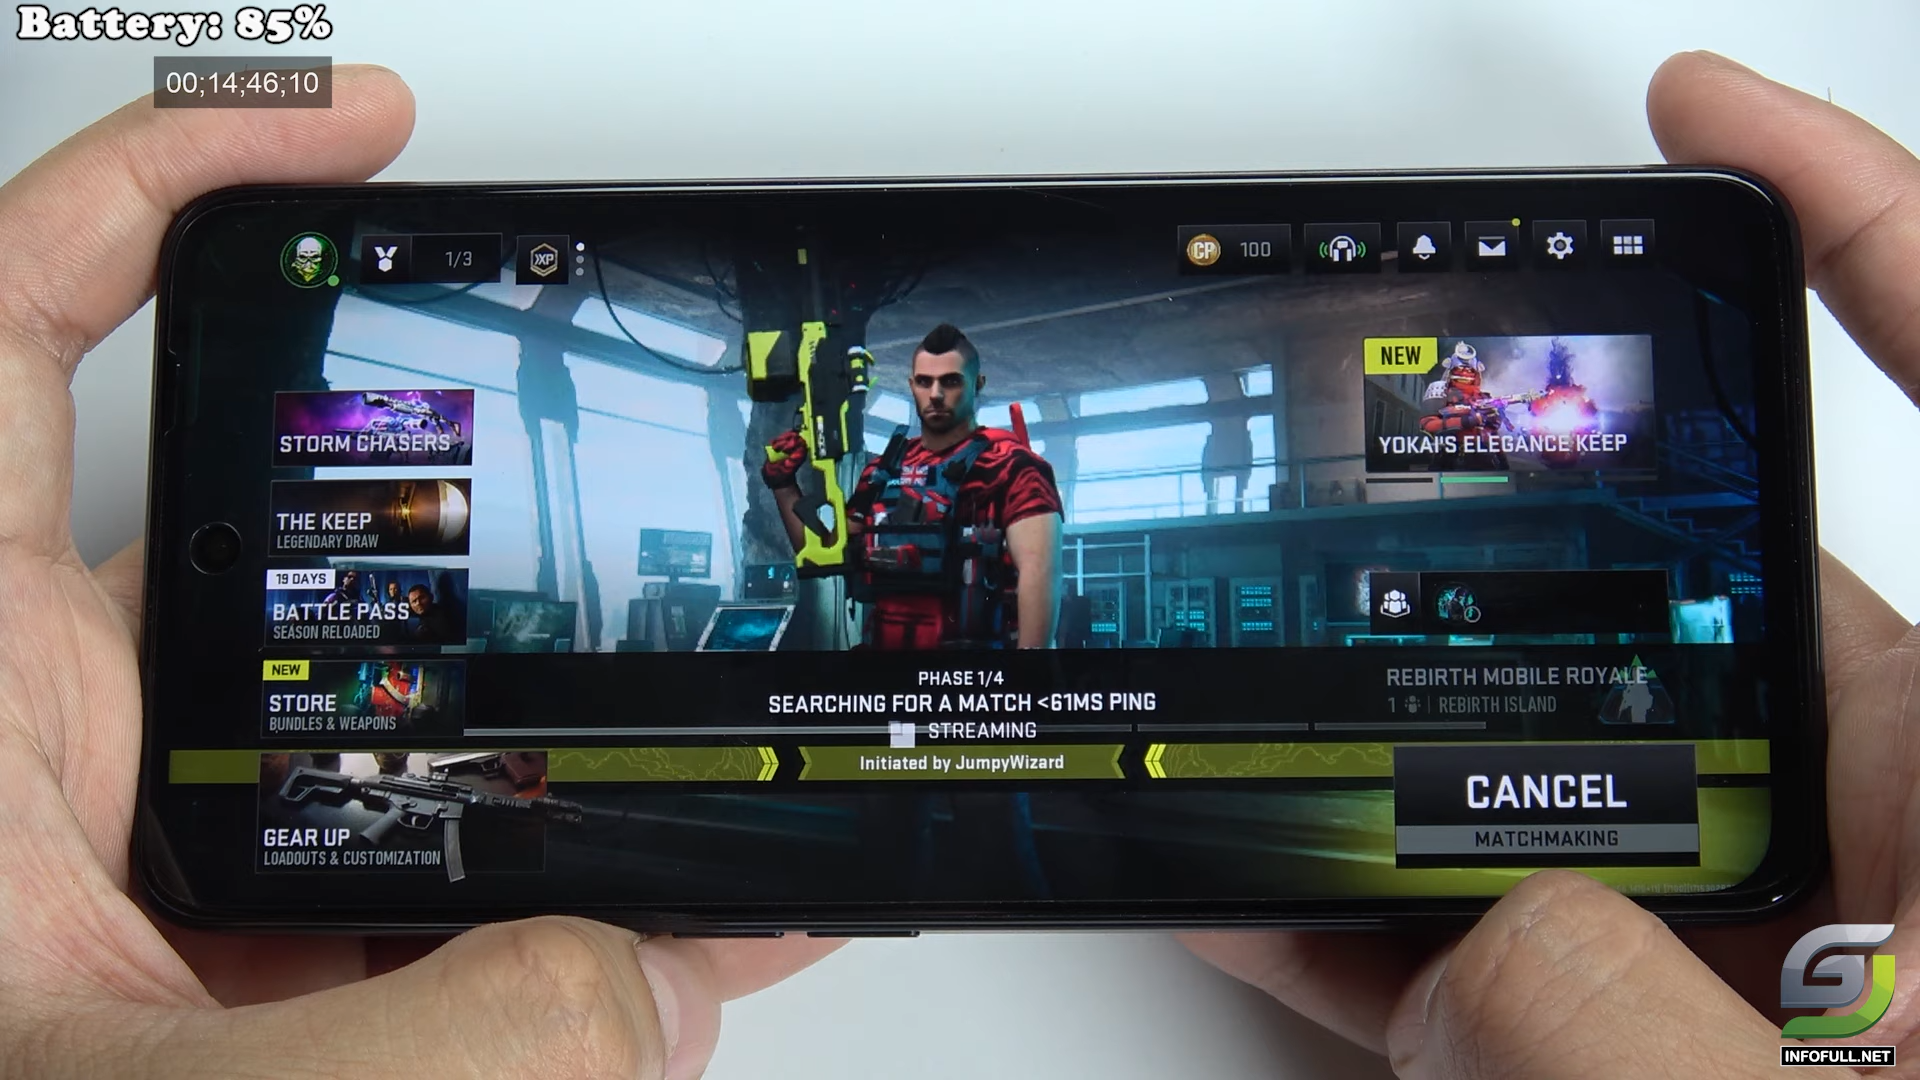 Battery: 85%
00;14;46;10
1/3
XP
CP 100
NEW
YOKAI'S ELEGANCE KEEP
STORM CHASERS
THE KEEP
LEGENDARY DRAW
19 DAYS
BATTLE PASS
SEASON RELOADED
NEW
STORE
BUNDLES & WEAPONS
PHASE 1/4
SEARCHING FOR A MATCH <61MS PING
STREAMING
Initiated by JumpyWizard
REBIRTH MOBILE ROYALE
1 REBIRTH ISLAND
GEAR UP
LOADOUTS & CUSTOMIZATION
CANCEL
MATCHMAKING
INFOFULL.NET